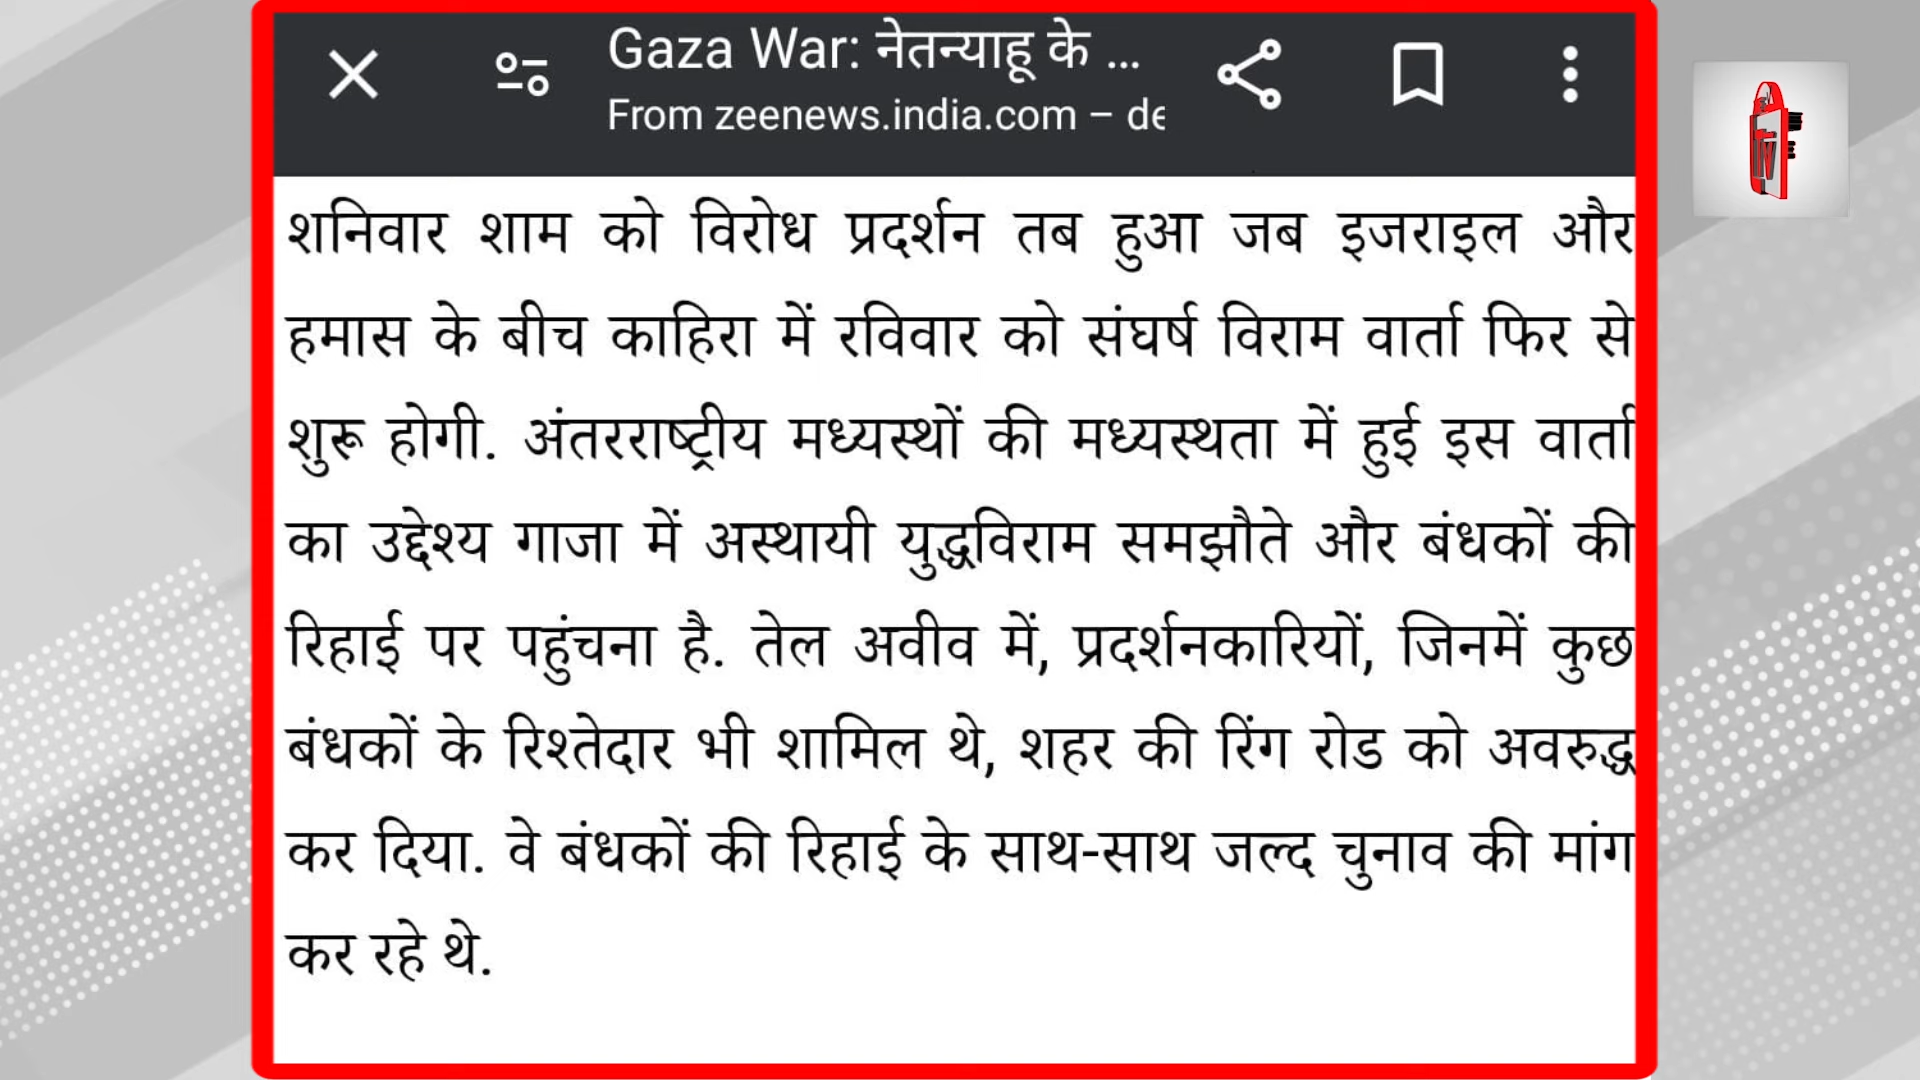 Gaza War: नेतन्याहू के ...
From zeenews.india.com – de
शनिवार शाम को विरोध प्रदर्शन तब हुआ जब इजराइल और
हमास के बीच काहिरा में रविवार को संघर्ष विराम वार्ता फिर से
शुरू होगी. अंतरराष्ट्रीय मध्यस्थों की मध्यस्थता में हुई इस वार्ता
का उद्देश्य गाजा में अस्थायी युद्धविराम समझौते और बंधकों की
रिहाई पर पहुंचना है. तेल अवीव में, प्रदर्शनकारियों, जिनमें कुछ
बंधकों के रिश्तेदार भी शामिल थे, शहर की रिंग रोड को अवरुद्ध
कर दिया. वे बंधकों की रिहाई के साथ-साथ जल्द चुनाव की मांग
कर रहे थे.